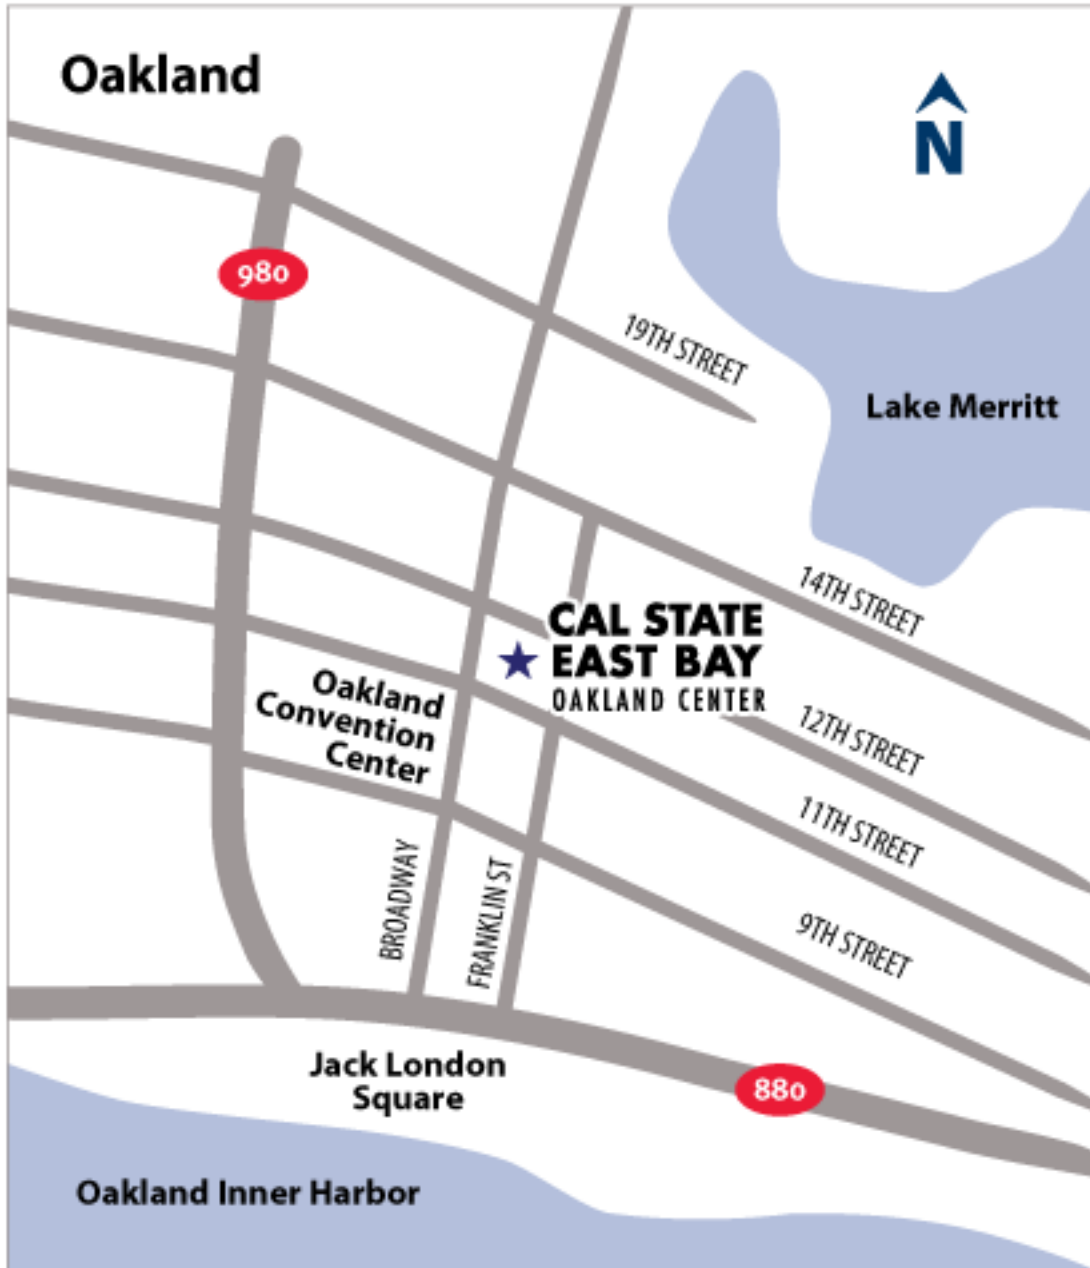 Oakland
N
980
19TH STREET
Lake Merritt
14TH STREET
CAL STATE
EAST BAY
OAKLAND CENTER
Oakland
Convention
Center
12TH STREET
11TH STREET
BROADWAY
FRANKLIN ST
9TH STREET
Jack London
Square
880
Oakland Inner Harbor